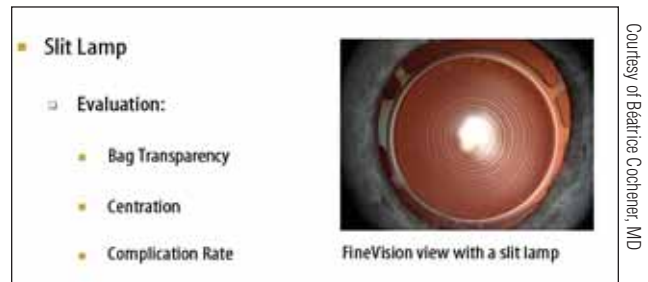 Slit Lamp
Evaluation:
Bag Transparency
Centration
Complication Rate
FineVision view with a slit lamp
Courtesy of Béatrice Cochener, MD